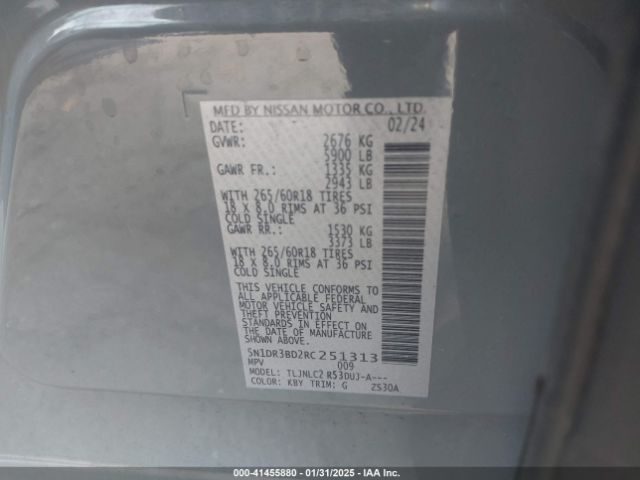 MFD BY NISSAN MOTOR CO., LTD.
DATE: 02/24
GVWR: 2676 KG
5900 LB
GAWR FR.: 1335 KG
2943 LB
WITH 265/60R18 TIRES
18 X 8.0 RIMS AT 36 PSI
COLD SINGLE
GAWR RR.: 1530 KG
3373 LB
WITH 265/60R18 TIRES
18 X 8.0 RIMS AT 36 PSI
COLD SINGLE
THIS VEHICLE CONFORMS TO
ALL APPLICABLE FEDERAL
MOTOR VEHICLE SAFETY AND
THEFT PREVENTION
STANDARDS IN EFFECT ON
THE DATE OF MANUFACTURE
SHOWN ABOVE.
5N1DR3BD2RC251313
MPV 009
MODEL: TLJNLC2 R53DUJ-A---
COLOR: KBY TRIM: G ZS30A
000-41455880 - 01/31/2025 - IAA Inc.